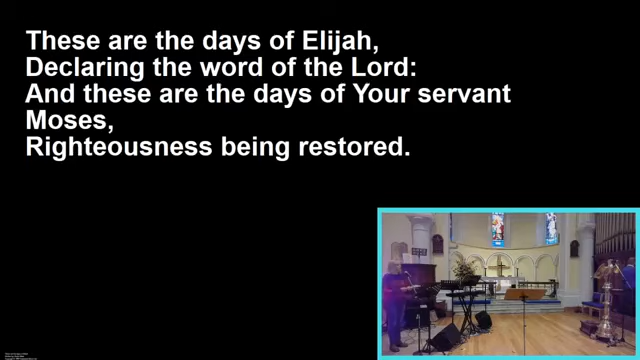 These are the days of Elijah,
Declaring the word of the Lord:
And these are the days of Your servant
Moses,
Righteousness being restored.